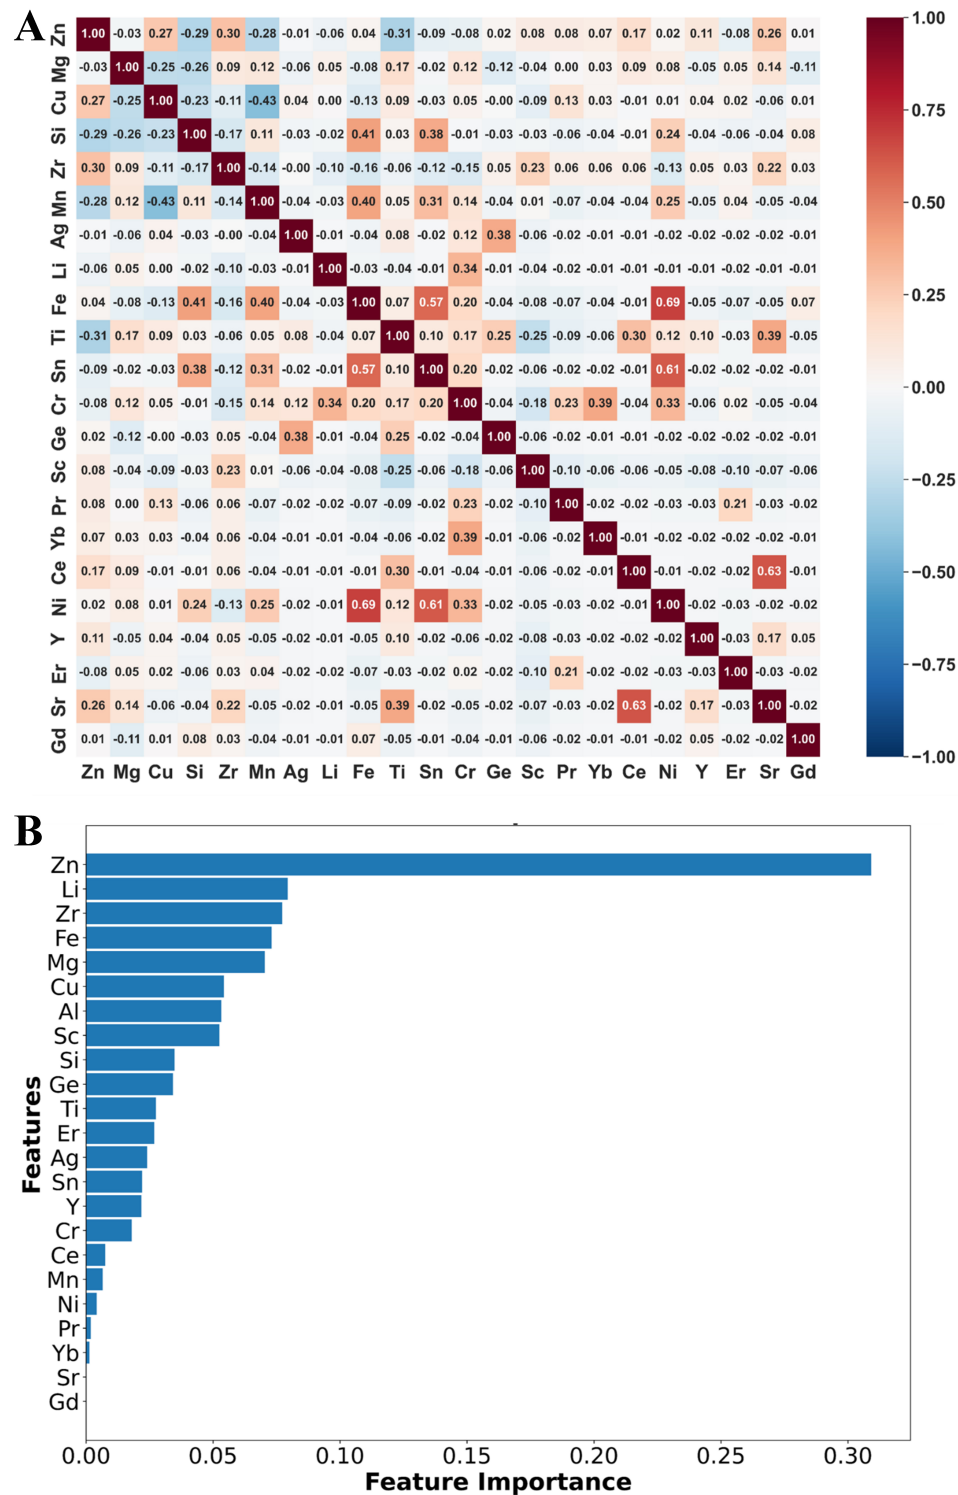 A
Zn 1.00 -0.03 0.27 -0.29 0.30 -0.28 -0.01 -0.06 0.04 -0.31 -0.09 -0.08 0.02 0.08 0.08 0.07 0.17 0.02 0.11 -0.08 0.26 0.01
Mg -0.03 1.00 -0.25 -0.26 0.09 0.12 -0.06 0.05 -0.08 0.17 -0.02 0.12 -0.12 -0.04 0.00 0.03 0.09 0.08 -0.05 0.05 0.14 -0.11
Cu 0.27 -0.25 1.00 -0.23 -0.11 -0.43 0.04 0.00 -0.13 0.09 -0.03 0.05 -0.00 -0.09 0.13 0.03 -0.01 0.01 0.04 0.02 -0.06 0.01
Si -0.29 -0.26 -0.23 1.00 -0.17 0.11 -0.03 -0.02 0.41 0.03 0.38 -0.01 -0.03 -0.03 -0.06 -0.04 -0.01 0.24 -0.04 -0.06 -0.04 0.08
Zr 0.30 0.09 -0.11 -0.17 1.00 -0.14 -0.00 -0.10 -0.16 -0.06 -0.12 -0.15 0.05 0.23 0.06 0.06 0.06 -0.13 0.05 0.03 0.22 0.03
Mn -0.28 0.12 -0.43 0.11 -0.14 1.00 -0.04 -0.03 0.40 0.05 0.31 0.14 -0.04 0.01 -0.07 -0.04 -0.04 0.25 -0.05 0.04 -0.05 -0.04
Ag -0.01 -0.06 0.04 -0.03 -0.00 -0.04 1.00 -0.01 -0.04 0.08 -0.02 0.12 0.38 -0.06 -0.02 -0.01 -0.01 -0.02 -0.02 -0.02 -0.02 -0.01
Li -0.06 0.05 0.00 -0.02 -0.10 -0.03 -0.01 1.00 -0.03 -0.04 -0.01 0.34 -0.01 -0.04 -0.02 -0.01 -0.01 -0.01 -0.01 -0.02 -0.01 -0.01
Fe 0.04 -0.08 -0.13 0.41 -0.16 0.40 -0.04 -0.03 1.00 0.07 0.57 0.20 -0.04 -0.08 -0.07 -0.04 -0.01 0.69 -0.05 -0.07 -0.05 0.07
Ti -0.31 0.17 0.09 0.03 -0.06 0.05 0.08 -0.04 0.07 1.00 0.10 0.17 0.25 -0.25 -0.09 -0.06 0.30 0.12 0.10 -0.03 0.39 -0.05
Sn -0.09 -0.02 -0.03 0.38 -0.12 0.31 -0.02 -0.01 0.57 0.10 1.00 0.20 -0.02 -0.06 -0.02 -0.02 -0.01 0.61 -0.02 -0.02 -0.02 -0.01
Cr -0.08 0.12 0.05 -0.01 -0.15 0.14 0.12 0.34 0.20 0.17 0.20 1.00 -0.04 -0.18 0.23 0.39 -0.04 0.33 -0.06 0.02 -0.05 -0.04
Ge 0.02 -0.12 -0.00 -0.03 0.05 -0.04 0.38 -0.01 -0.04 0.25 -0.02 -0.04 1.00 -0.06 -0.02 -0.01 -0.01 -0.02 -0.02 -0.02 -0.02 -0.01
Sc 0.08 -0.04 -0.09 -0.03 0.23 0.01 -0.06 -0.04 -0.08 -0.25 -0.06 -0.18 -0.06 1.00 -0.10 -0.06 -0.06 -0.05 -0.08 -0.10 -0.07 -0.06
Pr 0.08 0.00 0.13 -0.06 0.06 -0.07 -0.02 -0.02 -0.07 -0.09 -0.02 0.23 -0.02 -0.10 1.00 -0.02 -0.02 -0.03 -0.03 0.21 -0.03 -0.02
Yb 0.07 0.03 0.03 -0.04 0.06 -0.04 -0.01 -0.01 -0.04 -0.06 -0.02 0.39 -0.01 -0.06 -0.02 1.00 -0.01 -0.02 -0.02 -0.02 -0.02 -0.01
Ce 0.17 0.09 -0.01 -0.01 0.06 -0.04 -0.01 -0.01 -0.01 0.30 -0.01 -0.04 -0.01 -0.06 -0.02 -0.01 1.00 -0.01 -0.02 -0.02 0.63 -0.01
Ni 0.02 0.08 0.01 0.24 -0.13 0.25 -0.02 -0.01 0.69 0.12 0.61 0.33 -0.02 -0.05 -0.03 -0.02 -0.01 1.00 -0.02 -0.03 -0.02 -0.02
Y 0.11 -0.05 0.04 -0.04 0.05 -0.05 -0.02 -0.01 -0.05 0.10 -0.02 -0.06 -0.02 -0.08 -0.03 -0.02 -0.02 -0.02 1.00 -0.03 0.17 0.05
Er -0.08 0.05 0.02 -0.06 0.03 0.04 -0.02 -0.02 -0.07 -0.03 -0.02 0.02 -0.02 -0.10 0.21 -0.02 -0.02 -0.03 -0.03 1.00 -0.03 -0.02
Sr 0.26 0.14 -0.06 -0.04 0.22 -0.05 -0.02 -0.01 -0.05 0.39 -0.02 -0.05 -0.02 -0.07 -0.03 -0.02 0.63 -0.02 0.17 -0.03 1.00 -0.02
Gd 0.01 -0.11 0.01 0.08 0.03 -0.04 -0.01 -0.01 0.07 -0.05 -0.01 -0.04 -0.01 -0.06 -0.02 -0.01 -0.01 -0.02 0.05 -0.02 -0.02 1.00
Zn Mg Cu Si Zr Mn Ag Li Fe Ti Sn Cr Ge Sc Pr Yb Ce Ni Y Er Sr Gd
1.00
0.75
0.50
0.25
0.00
-0.25
-0.50
-0.75
-1.00
B
Features
Zn
Li
Zr
Fe
Mg
Cu
Al
Sc
Si
Ge
Ti
Er
Ag
Sn
Y
Cr
Ce
Mn
Ni
Pr
Yb
Sr
Gd
0.00 0.05 0.10 0.15 0.20 0.25 0.30
Feature Importance